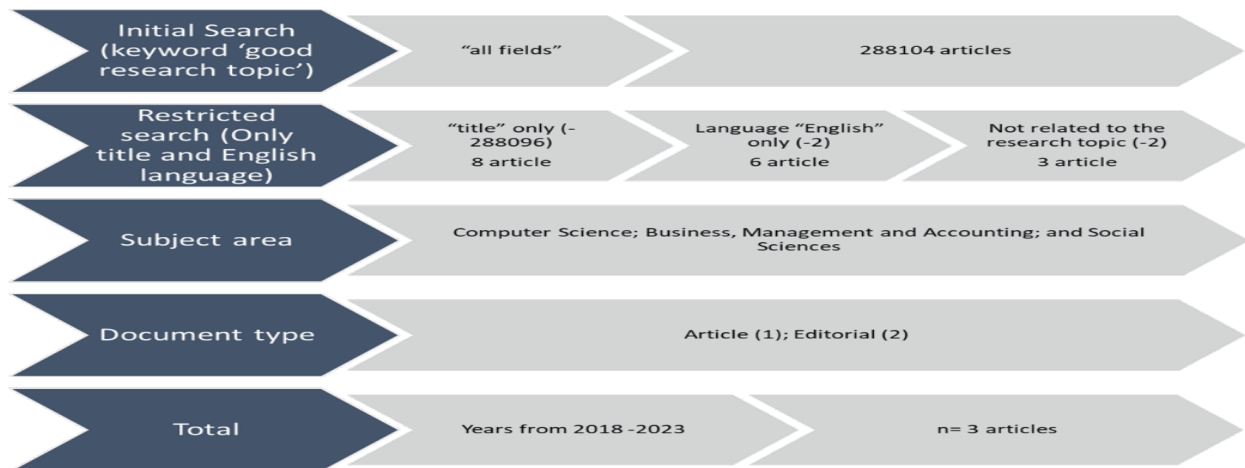 Initial Search
(keyword ‘good
research topic’)
“all fields”
288104 articles
Restricted
search (Only
title and English
language)
“title” only (-
288096)
8 article
Language “English”
only (-2)
6 article
Not related to the
research topic (-2)
3 article
Subject area
Computer Science; Business, Management and Accounting; and Social
Sciences
Document type
Article (1); Editorial (2)
Total
Years from 2018 -2023
n= 3 articles